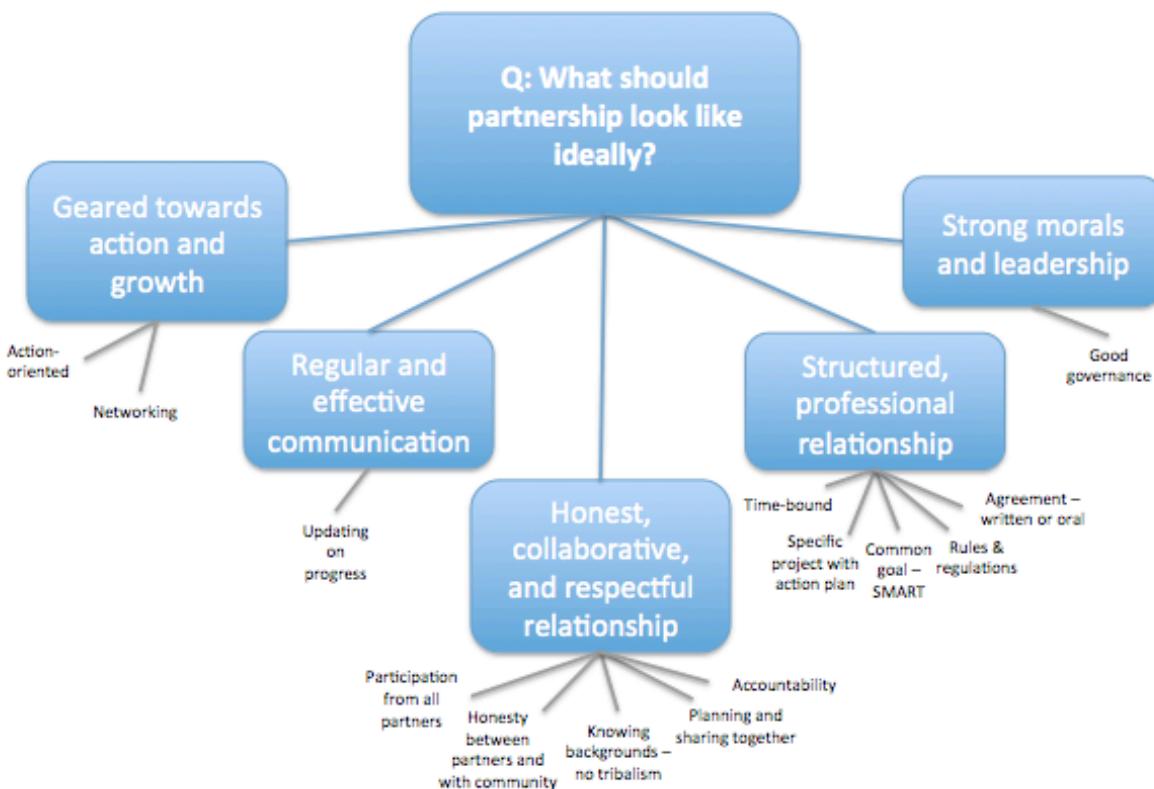 Q: What should
partnership look like
ideally?
Geared towards
action and
growth
Action-
oriented
Networking
Regular and
effective
communication
Updating
on
progress
Honest,
collaborative,
and respectful
relationship
Participation
from all
partners
Honesty
between
partners and
with community
Knowing
backgrounds –
no tribalism
Planning and
sharing together
Accountability
Structured,
professional
relationship
Time-bound
Specific
project with
action plan
Common
goal –
SMART
Rules &
regulations
Agreement –
written or oral
Strong morals
and leadership
Good
governance